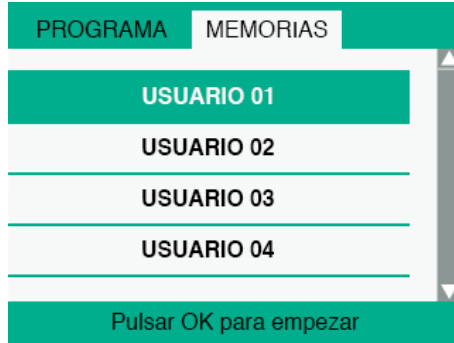 PROGRAMA MEMORIAS
USUARIO 01
USUARIO 02
USUARIO 03
USUARIO 04
Pulsar OK para empezar